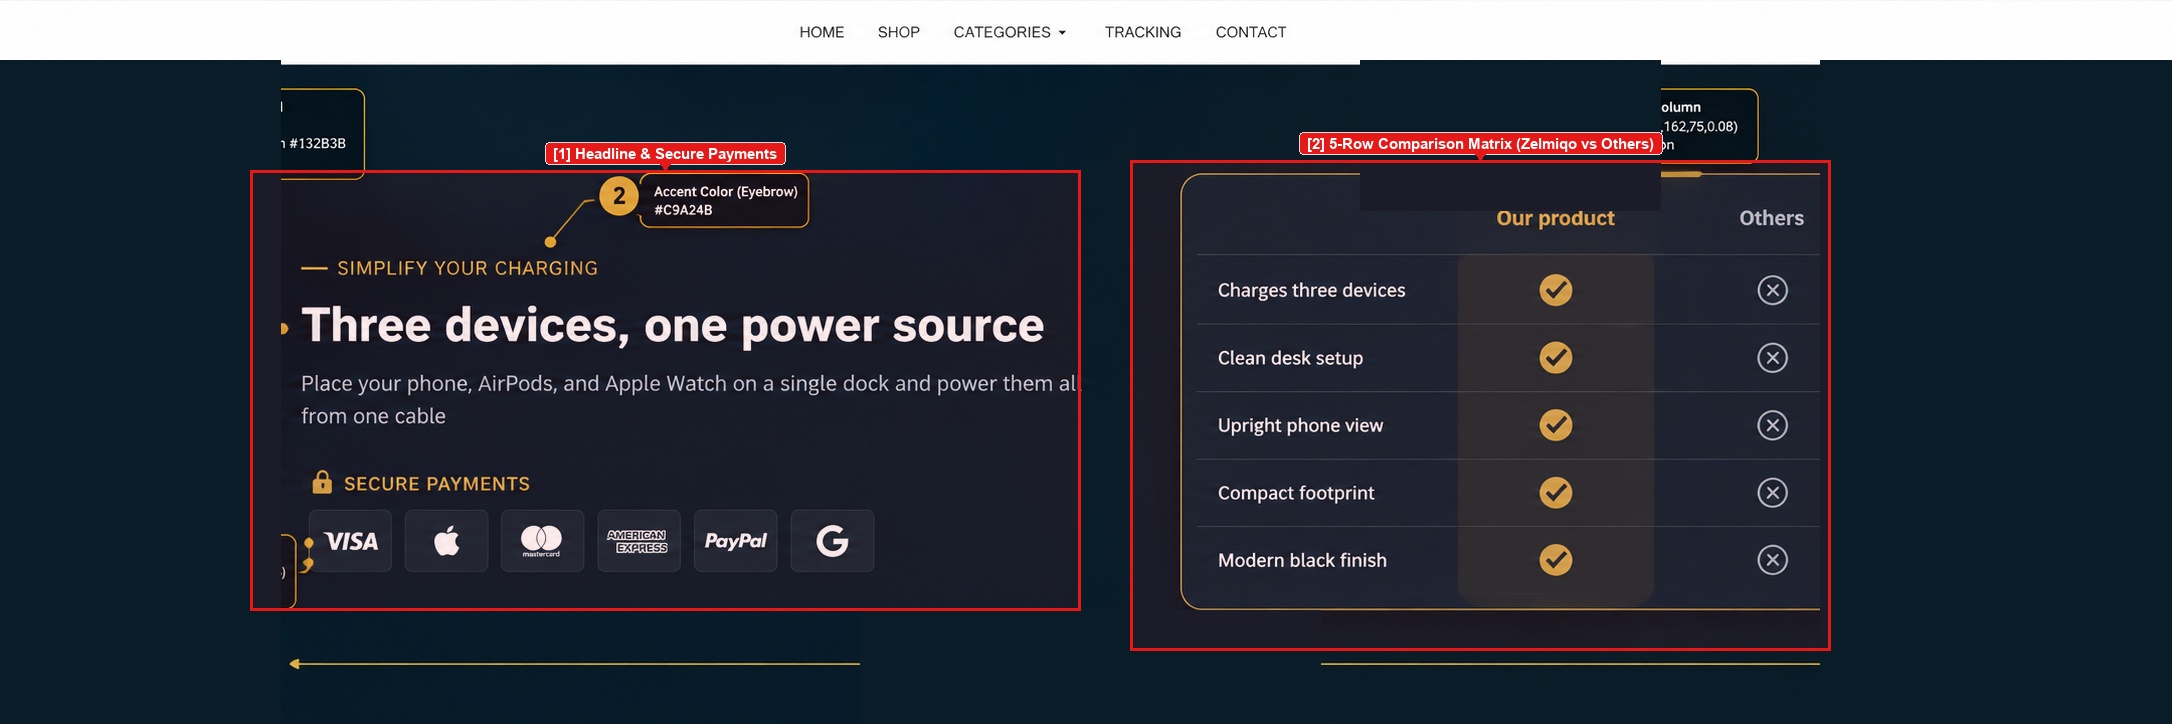 HOME SHOP CATEGORIES TRACKING CONTACT
#132B3B
olumn
,162,75,0.08)
on
[1] Headline & Secure Payments
[2] 5-Row Comparison Matrix (Zelmiqo vs Others)
2
Accent Color (Eyebrow)
#C9A24B
SIMPLIFY YOUR CHARGING
Three devices, one power source
Place your phone, AirPods, and Apple Watch on a single dock and power them all
from one cable
SECURE PAYMENTS
VISA
mastercard
AMERICAN
EXPRESS
PayPal
G
Our product Others
Charges three devices
Clean desk setup
Upright phone view
Compact footprint
Modern black finish